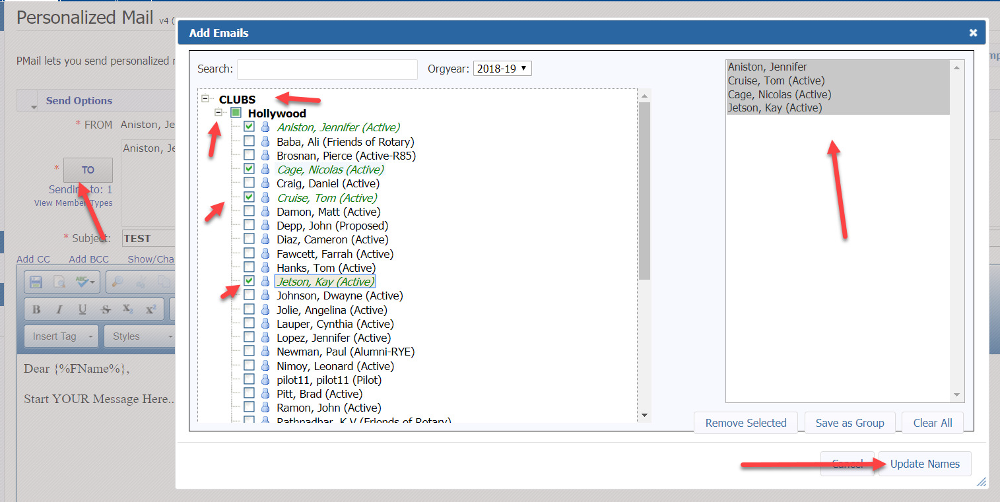 Personalized Mail v4 (
PMail lets you send personalized
Send Options
* FROM Aniston, Je
Aniston, Je
* TO
Sending to: 1
View Member Types
* Subject: TEST
Add CC Add BCC Show/Cha
ABC
B I U S X₂ X²
Insert Tag Styles
Dear {%FName%},
Start YOUR Message Here..
Add Emails
Search: Orgyear: 2018-19
CLUBS
Hollywood
Aniston, Jennifer (Active)
Baba, Ali (Friends of Rotary)
Brosnan, Pierce (Active-R85)
Cage, Nicolas (Active)
Craig, Daniel (Active)
Cruise, Tom (Active)
Damon, Matt (Active)
Depp, John (Proposed)
Diaz, Cameron (Active)
Fawcett, Farrah (Active)
Hanks, Tom (Active)
Jetson, Kay (Active)
Johnson, Dwayne (Active)
Jolie, Angelina (Active)
Lauper, Cynthia (Active)
Lopez, Jennifer (Active)
Newman, Paul (Alumni-RYE)
Nimoy, Leonard (Active)
pilot11, pilot11 (Pilot)
Pitt, Brad (Active)
Ramon, John (Active)
Rathnadhar, K.V (Friends of Rotary)
Aniston, Jennifer
Cruise, Tom (Active)
Cage, Nicolas (Active)
Jetson, Kay (Active)
Remove Selected Save as Group Clear All
Cancel Update Names